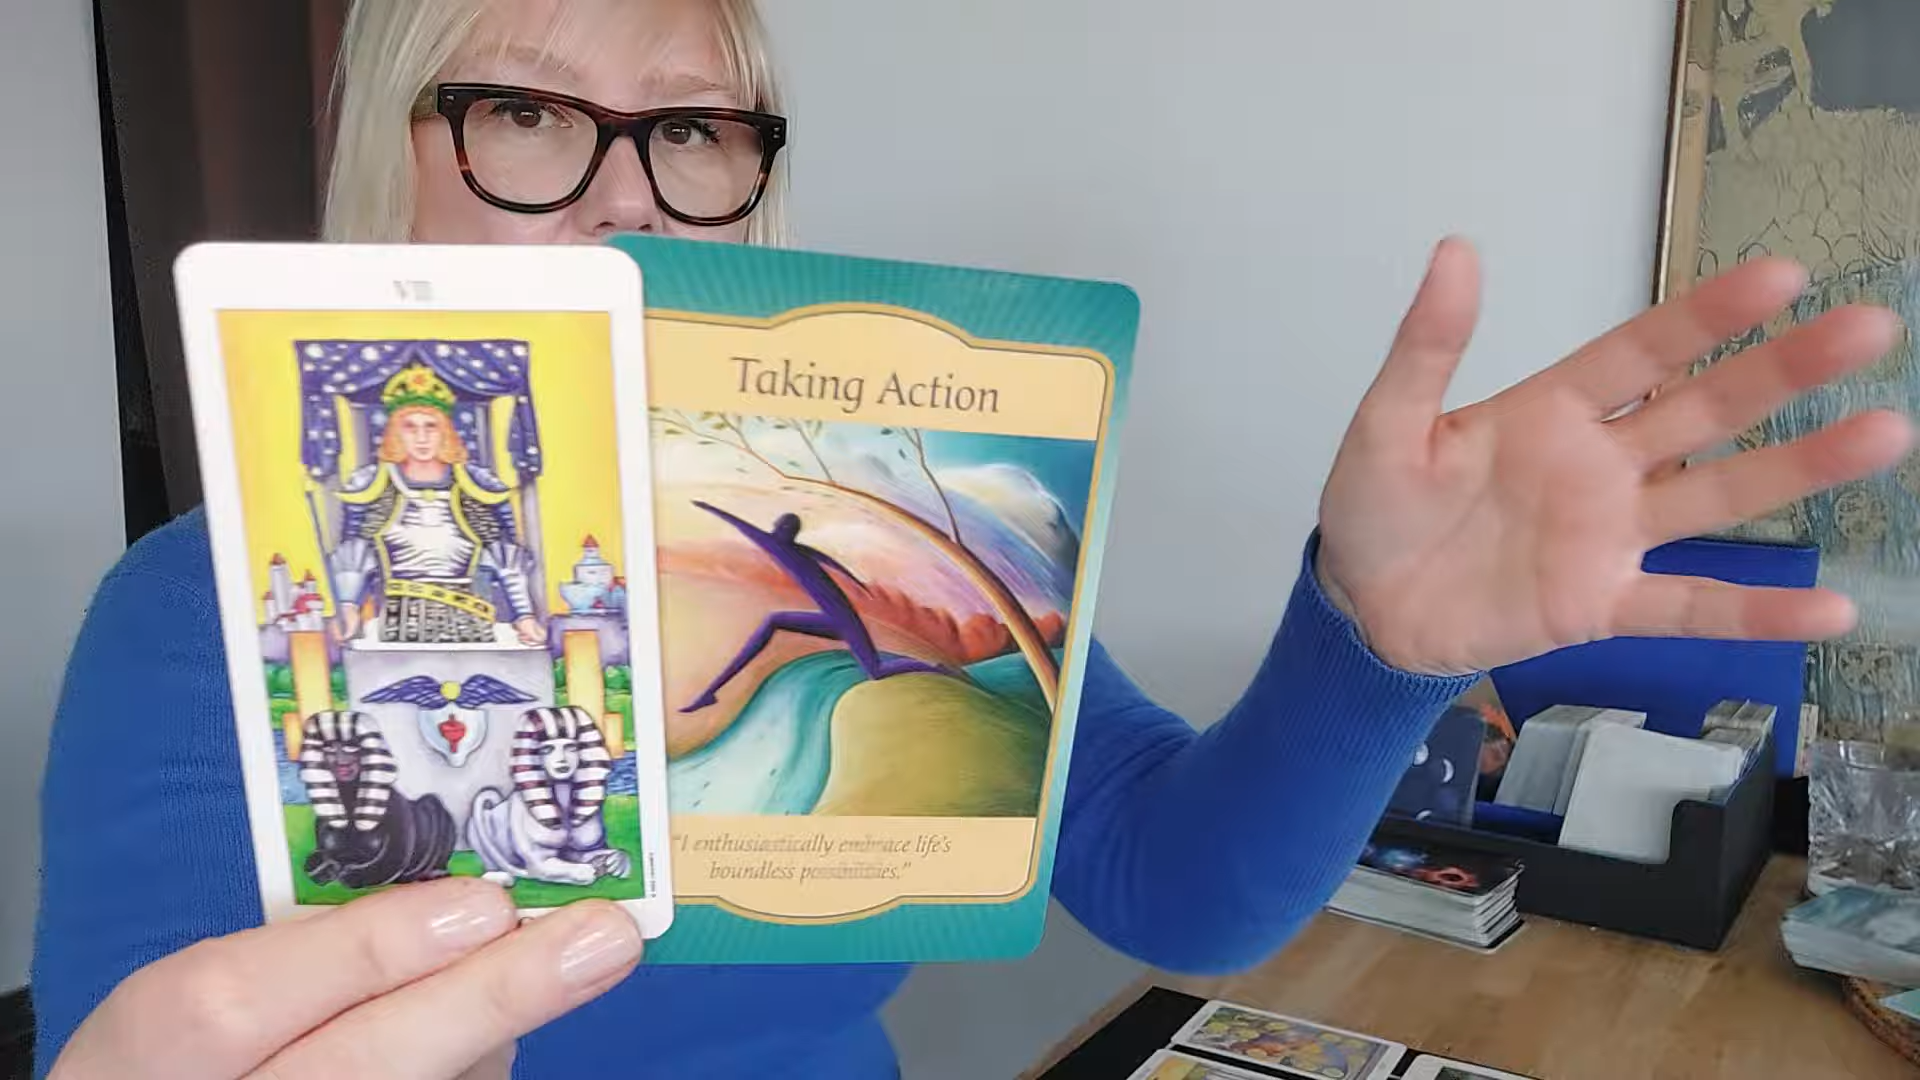 VII
Taking Action
"I enthusiastically embrace life's
boundless possibilities."